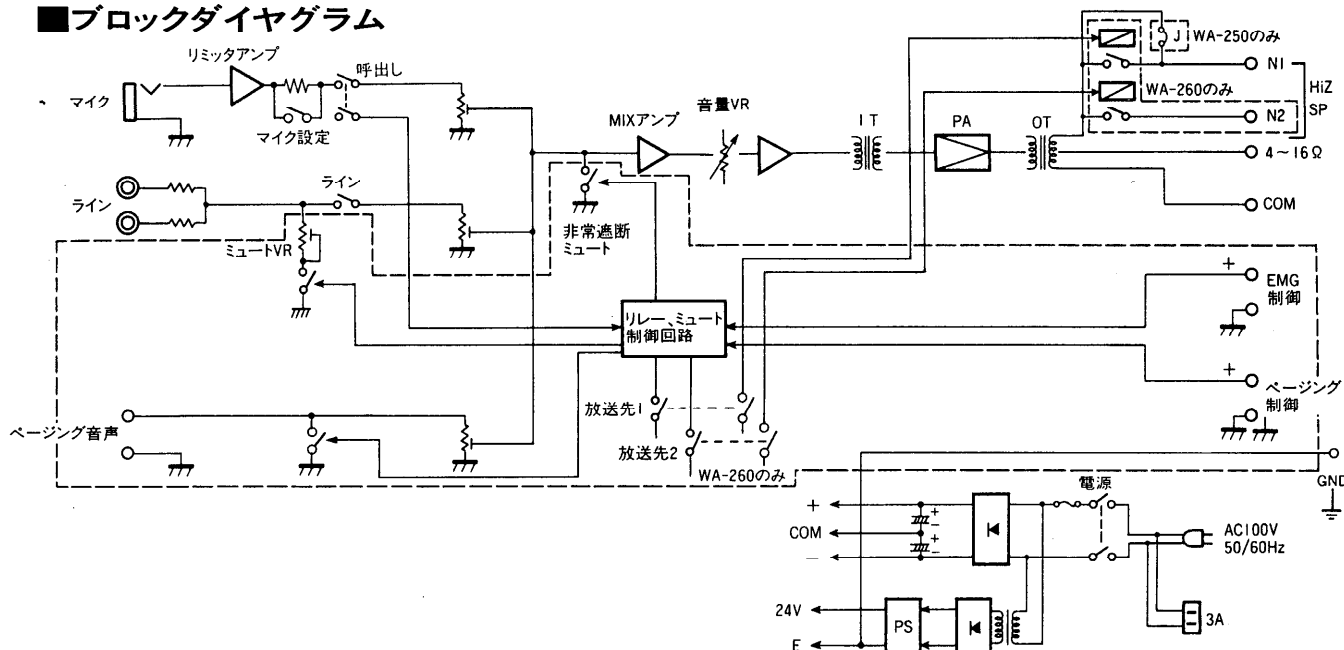 ■ブロックダイヤグラム
リミッタアンプ
呼出し
マイク
マイク設定
ライン
ライン
ミュートVR
非常遮断
ミュート
MIXアンプ
音量VR
IT
PA
OT
J
WA-250のみ
WA-260のみ
N1
N2
HiZ
SP
4～16Ω
COM
リレー、ミュート
制御回路
+
EMG
制御
+
ページング
制御
放送先1
放送先2
WA-260のみ
ページング音声
GND
電源
+
COM
−
+
−
+
−
AC100V
50/60Hz
3A
24V
E
PS